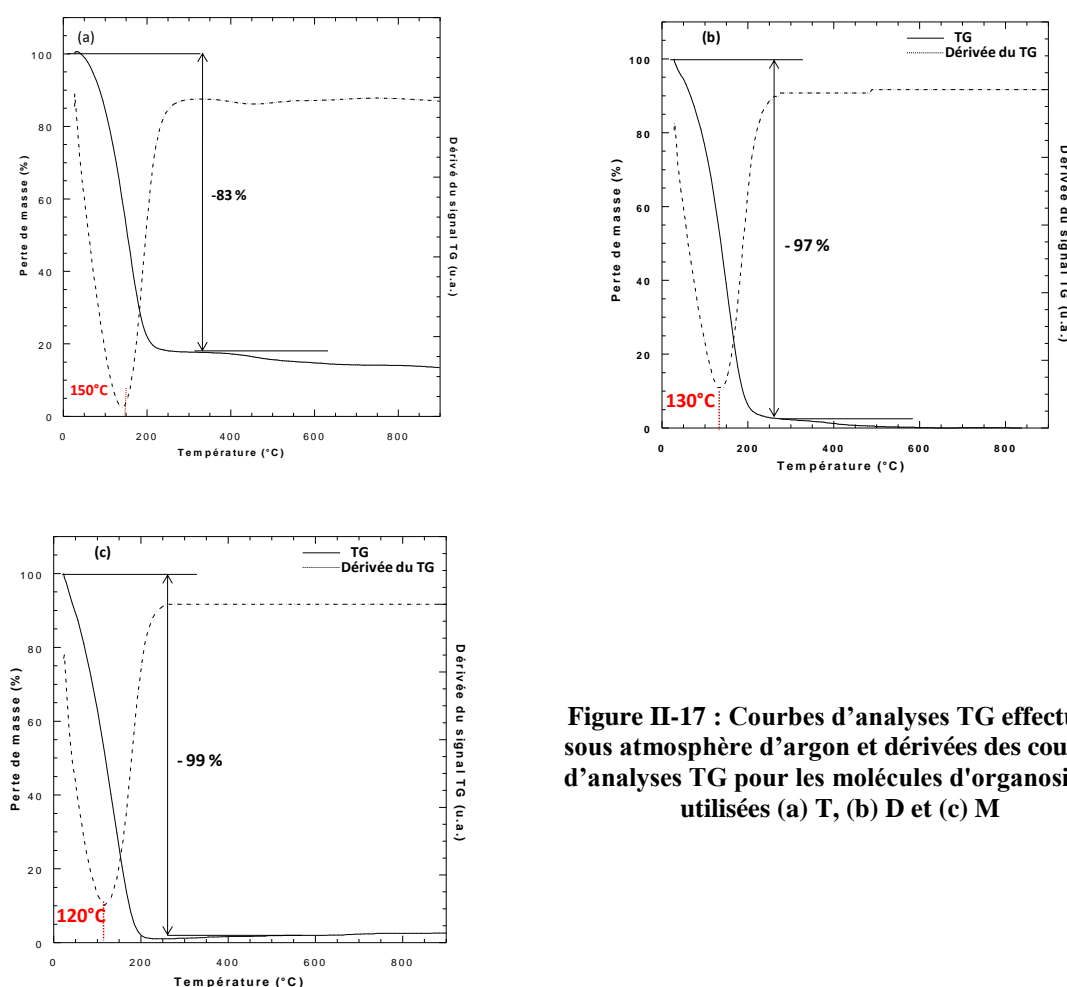 (a)
100
80
60
40
20
0
Perte de masse (%)
-83 %
150°C
0 200 400 600 800
Température (°C)
Dérivé du signal TG (u.a.)
(b)
TG
Dérivée du TG
100
80
60
40
20
0
Perte de masse (%)
- 97 %
130°C
0 200 400 600 800
Température (°C)
Dérivée du signal TG (u.a.)
(c)
TG
Dérivée du TG
100
80
60
40
20
0
Perte de masse (%)
- 99 %
120°C
0 200 400 600 800
Température (°C)
Dérivée du signal TG (u.a.)
Figure II-17 : Courbes d’analyses TG effectu
sous atmosphère d’argon et dérivées des cou
d’analyses TG pour les molécules d'organosi
utilisées (a) T, (b) D et (c) M